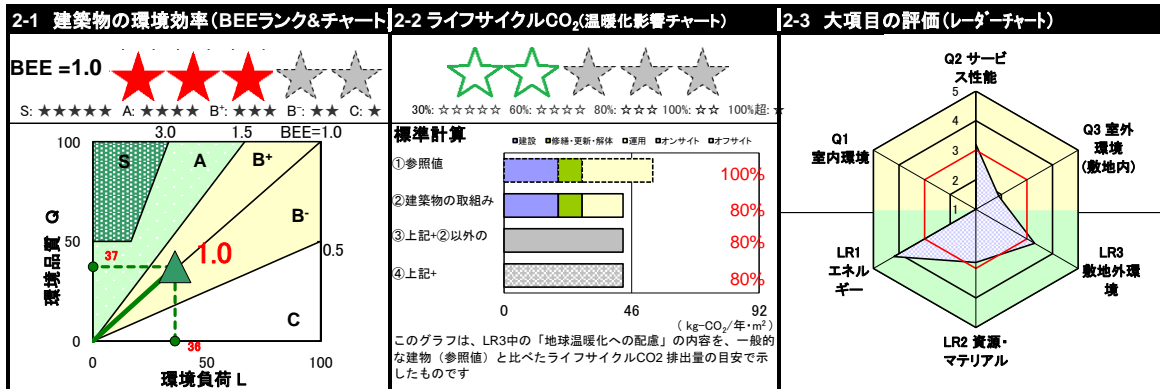 2-1 建築物の環境効率(BEEランク&チャート)
BEE =1.0
S: ★★★★★ A: ★★★★ B+: ★★★ B-: ★★ C: ★
3.0 1.5 BEE=1.0
100
S A B+
B-
環境品質 Q
50
0.5
37
1.0
C
0
36
0 50 100
環境負荷 L
2-2 ライフサイクルCO2(温暖化影響チャート)
30%: ☆☆☆☆☆ 60%: ☆☆☆☆ 80%: ☆☆☆ 100%: ☆☆ 100%超: ☆
標準計算
建設 修繕・更新・解体 運用 オンサイト オフサイト
①参照値 100%
②建築物の取組み 80%
③上記+②以外の 80%
④上記+ 80%
0 46 92
( kg-CO2/年・m2 )
このグラフは、LR3中の「地球温暖化への配慮」の内容を、一般的
な建物(参照値)と比べたライフサイクルCO2 排出量の目安で示
したものです
2-3 大項目の評価(レーダーチャート)
Q2 サービ
ス性能
5
4
3
2
1
Q1
室内環境
Q3 室外
環境
(敷地内)
LR1
エネル
ギー
LR3
敷地外環
境
LR2 資源・
マテリアル